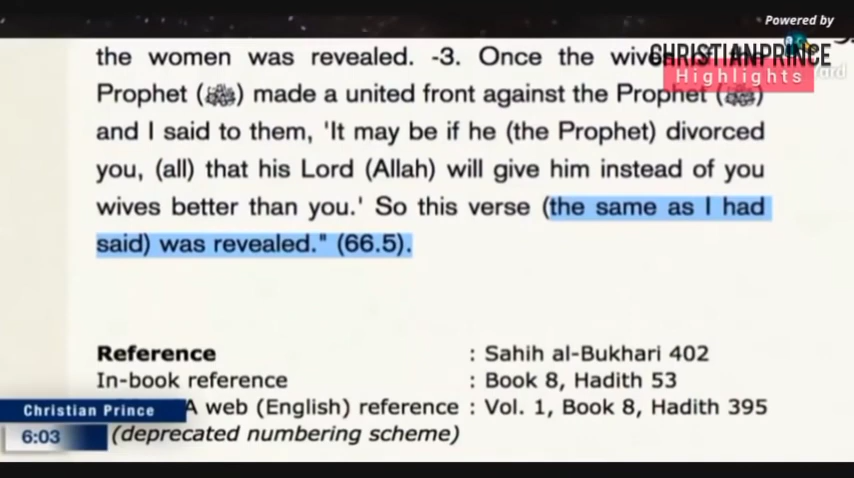 Powered by
CHRISTIANPRINCE
Highlights
the women was revealed. -3. Once the
Prophet (ﷺ) made a united front against the Prophet (ﷺ)
and I said to them, 'It may be if he (the Prophet) divorced
you, (all) that his Lord (Allah) will give him instead of you
wives better than you.' So this verse (the same as I had
said) was revealed." (66.5).
Reference : Sahih al-Bukhari 402
In-book reference : Book 8, Hadith 53
Christian Prince
A web (English) reference : Vol. 1, Book 8, Hadith 395
6:03
(deprecated numbering scheme)